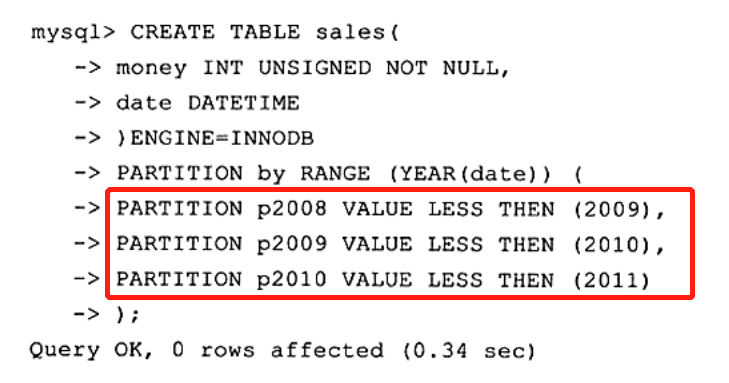 mysql> CREATE TABLE sales(
-> money INT UNSIGNED NOT NULL,
-> date DATETIME
-> )ENGINE=INNODB
-> PARTITION by RANGE (YEAR(date)) (
-> PARTITION p2008 VALUE LESS THEN (2009),
-> PARTITION p2009 VALUE LESS THEN (2010),
-> PARTITION p2010 VALUE LESS THEN (2011)
-> );
Query OK, 0 rows affected (0.34 sec)